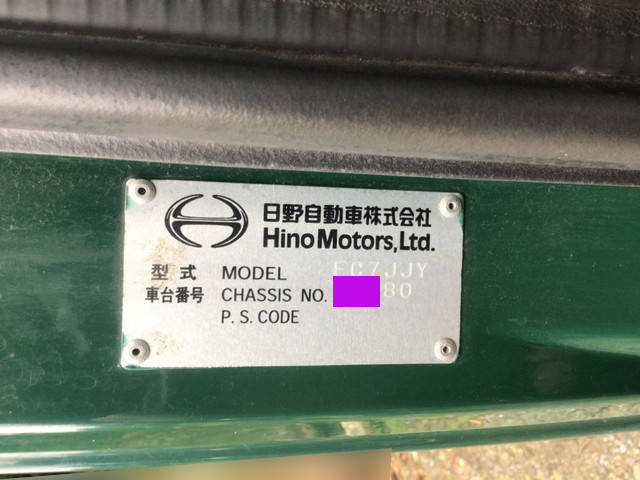 日野自動車株式会社
Hino Motors, Ltd.
型式 MODEL FC7JJY
車台番号 CHASSIS NO. 80
P.S.CODE